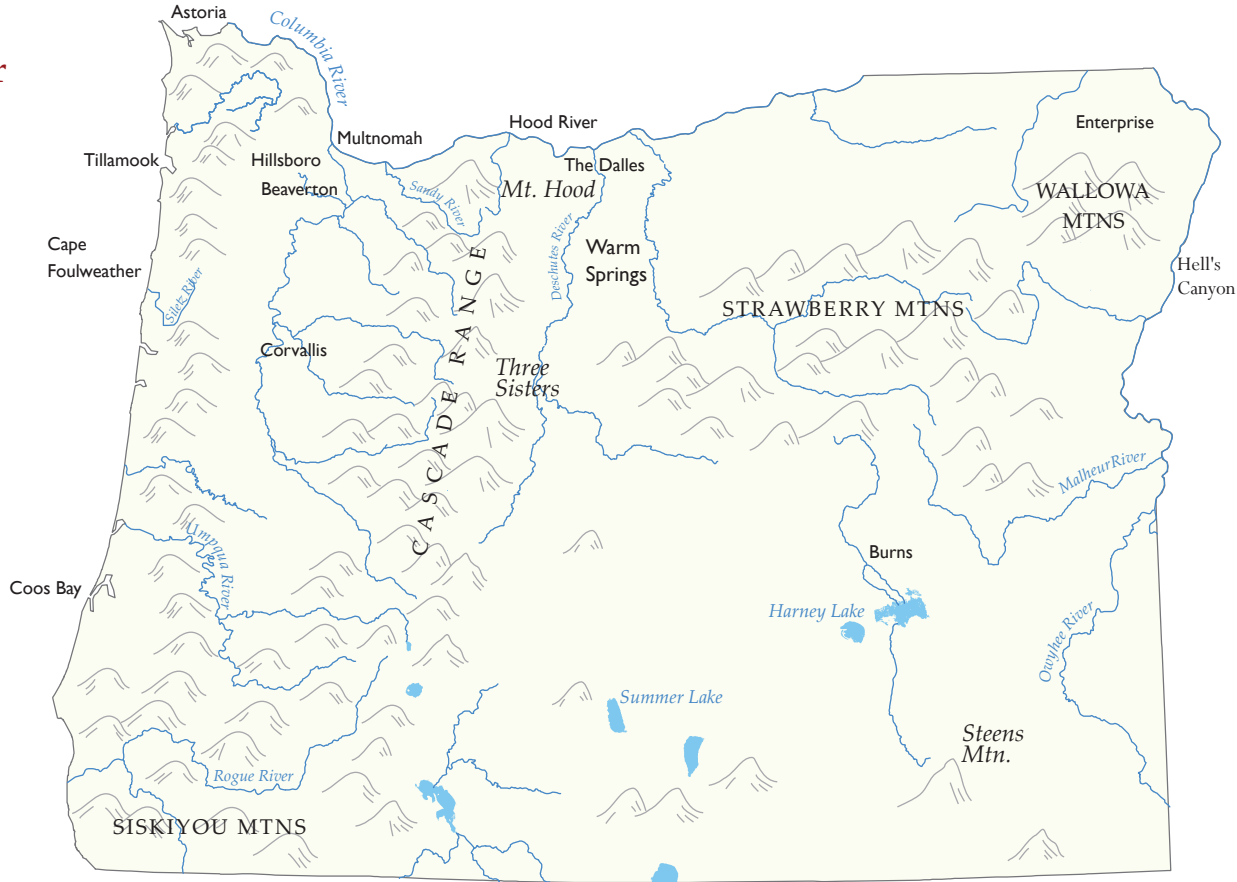 Astoria
Columbia River
r
Multnomah
Hood River
Enterprise
Tillamook
Hillsboro
The Dalles
Beaverton
Sandy River
Mt. Hood
WALLOWA
MTNS
Cape
Foulweather
Deschutes River
Warm
Springs
Hell's
Canyon
Siletz River
CASCADE RANGE
STRAWBERRY MTNS
Corvallis
Three
Sisters
Malheur River
Umpqua River
Burns
Coos Bay
Harney Lake
Owyhee River
Summer Lake
Steens
Mtn.
Rogue River
SISKIYOU MTNS